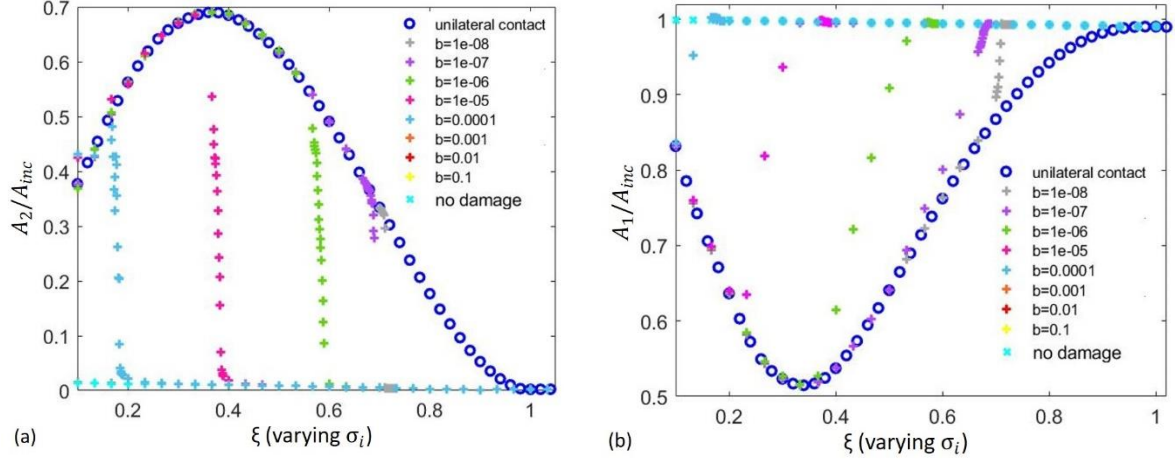 0.7
0.6
0.5
0.4
0.3
0.2
0.1
0
A₂/A_inc
unilateral contact
b=1e-08
b=1e-07
b=1e-06
b=1e-05
b=0.0001
b=0.001
b=0.01
b=0.1
no damage
0.2 0.4 0.6 0.8 1
(a) ξ (varying σᵢ)
1
0.9
0.8
0.7
0.6
0.5
A₁/A_inc
unilateral contact
b=1e-08
b=1e-07
b=1e-06
b=1e-05
b=0.0001
b=0.001
b=0.01
b=0.1
no damage
0.2 0.4 0.6 0.8 1
(b) ξ (varying σᵢ)